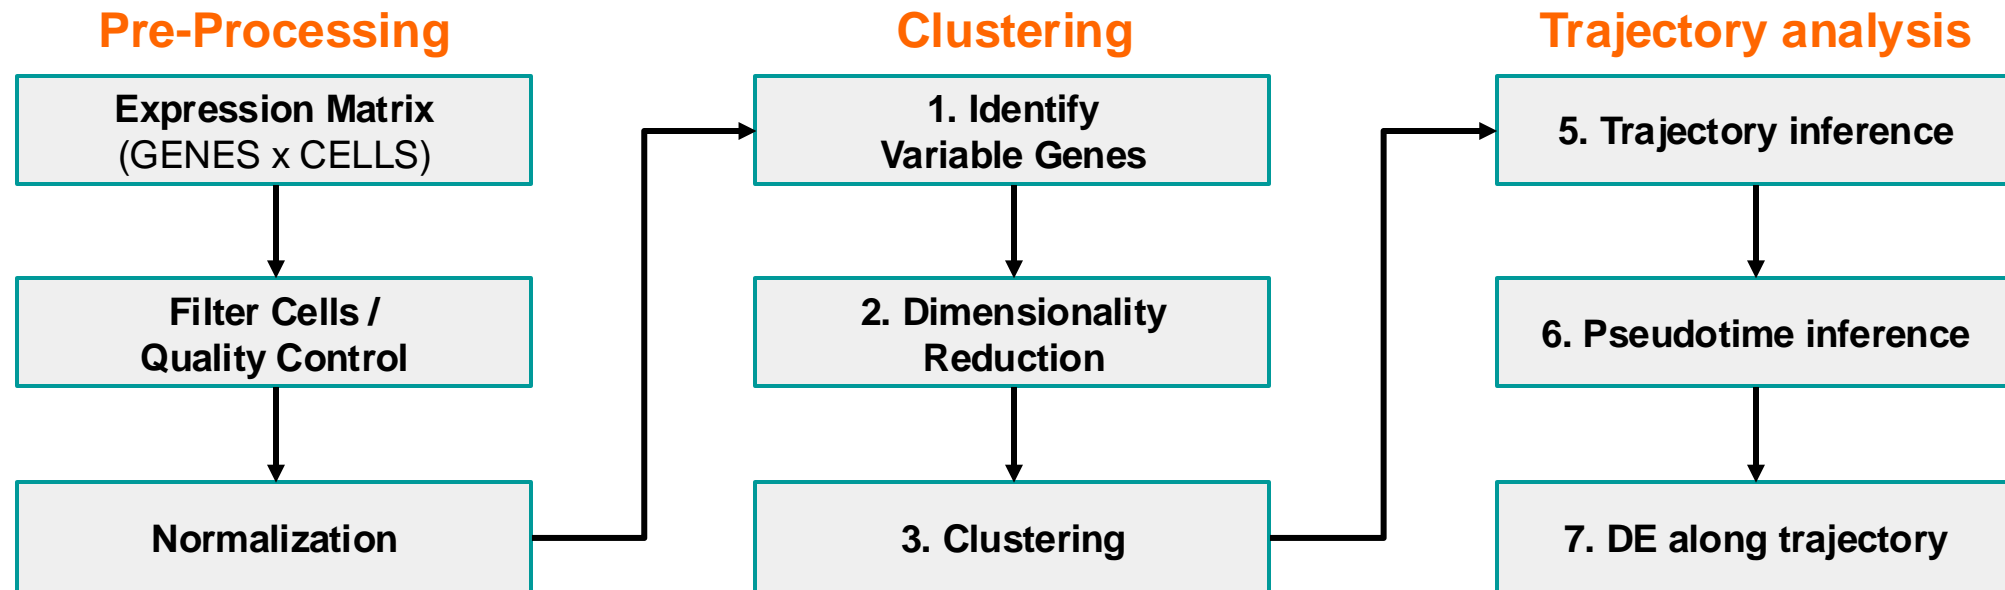 Pre-Processing
Expression Matrix
(GENES x CELLS)
Filter Cells /
Quality Control
Normalization
Clustering
1. Identify
Variable Genes
2. Dimensionality
Reduction
3. Clustering
Trajectory analysis
5. Trajectory inference
6. Pseudotime inference
7. DE along trajectory